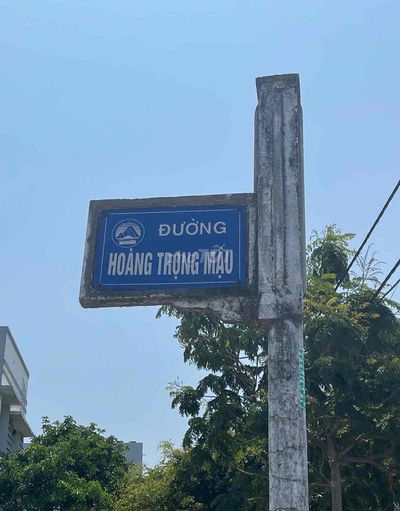 ĐƯỜNG
HOÀNG TRỌNG MẬU